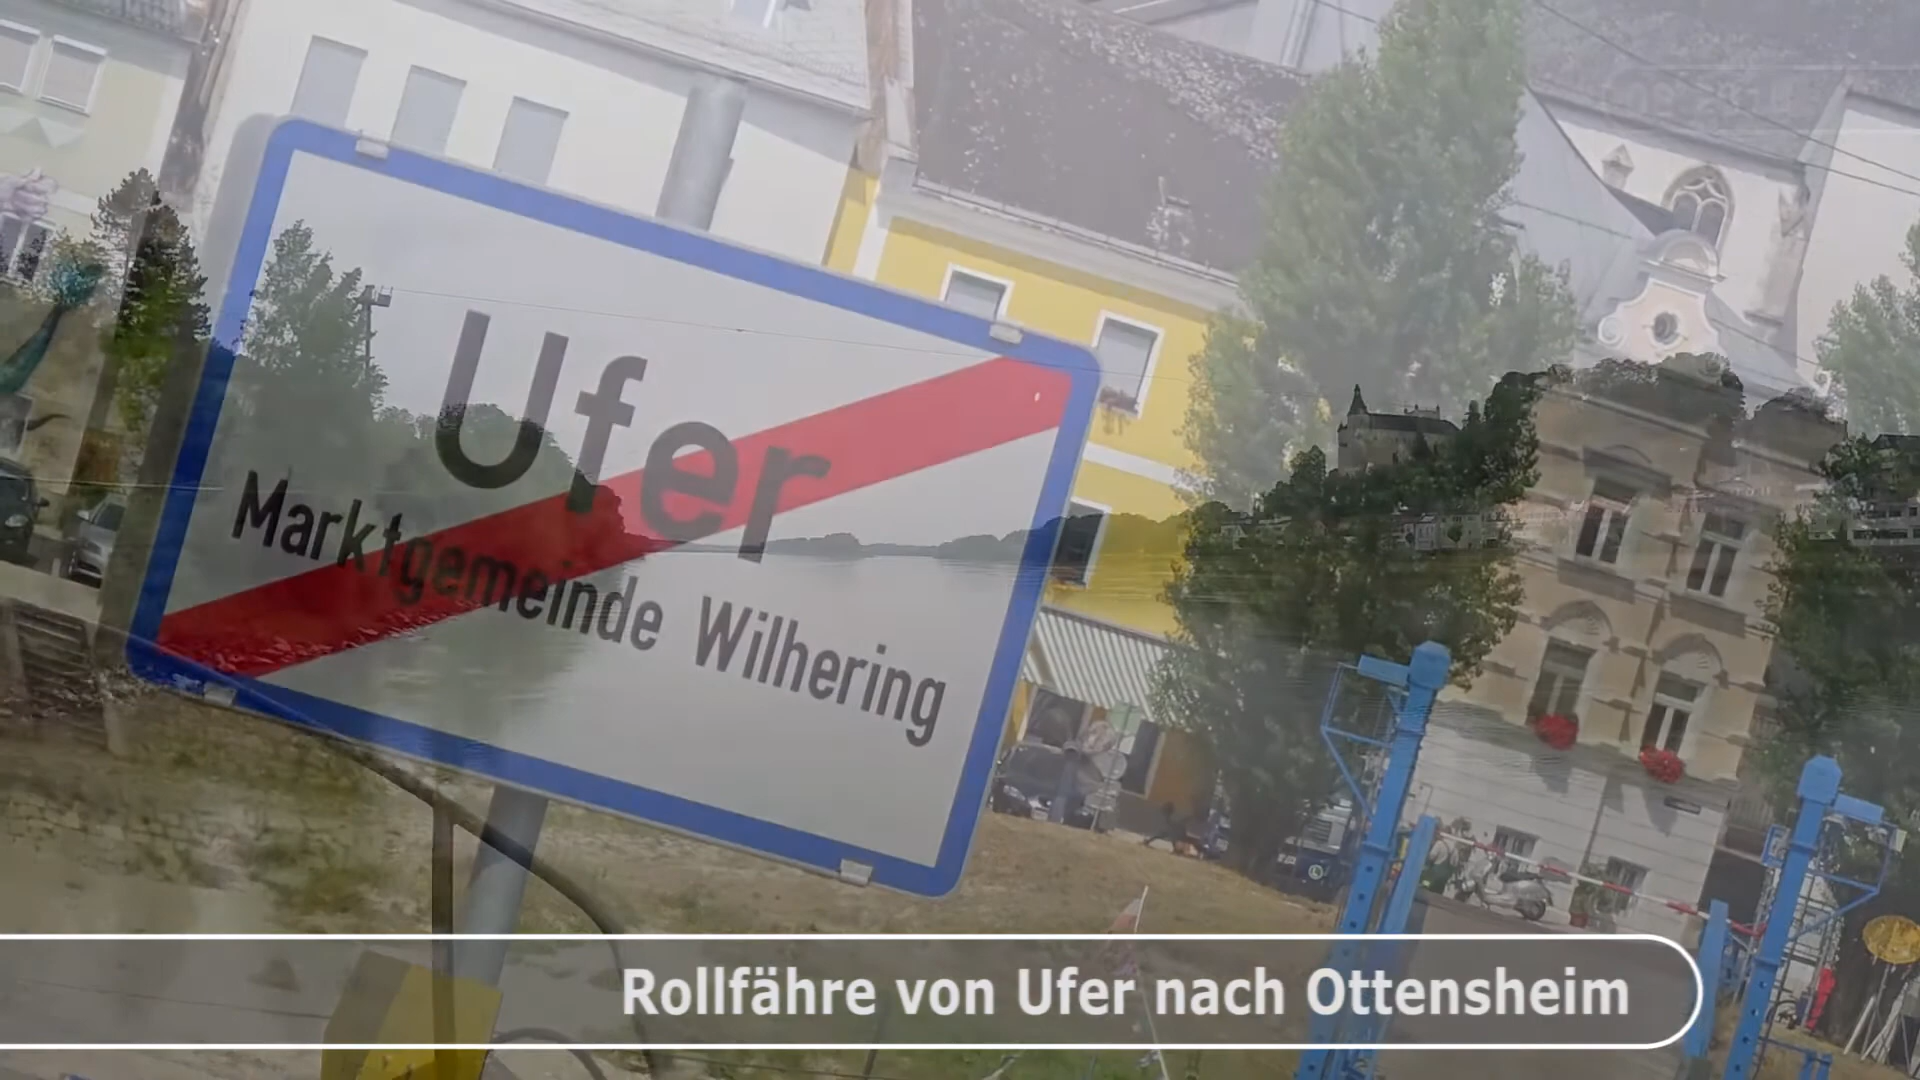 Ufer
Marktgemeinde Wilhering
Rollfähre von Ufer nach Ottensheim